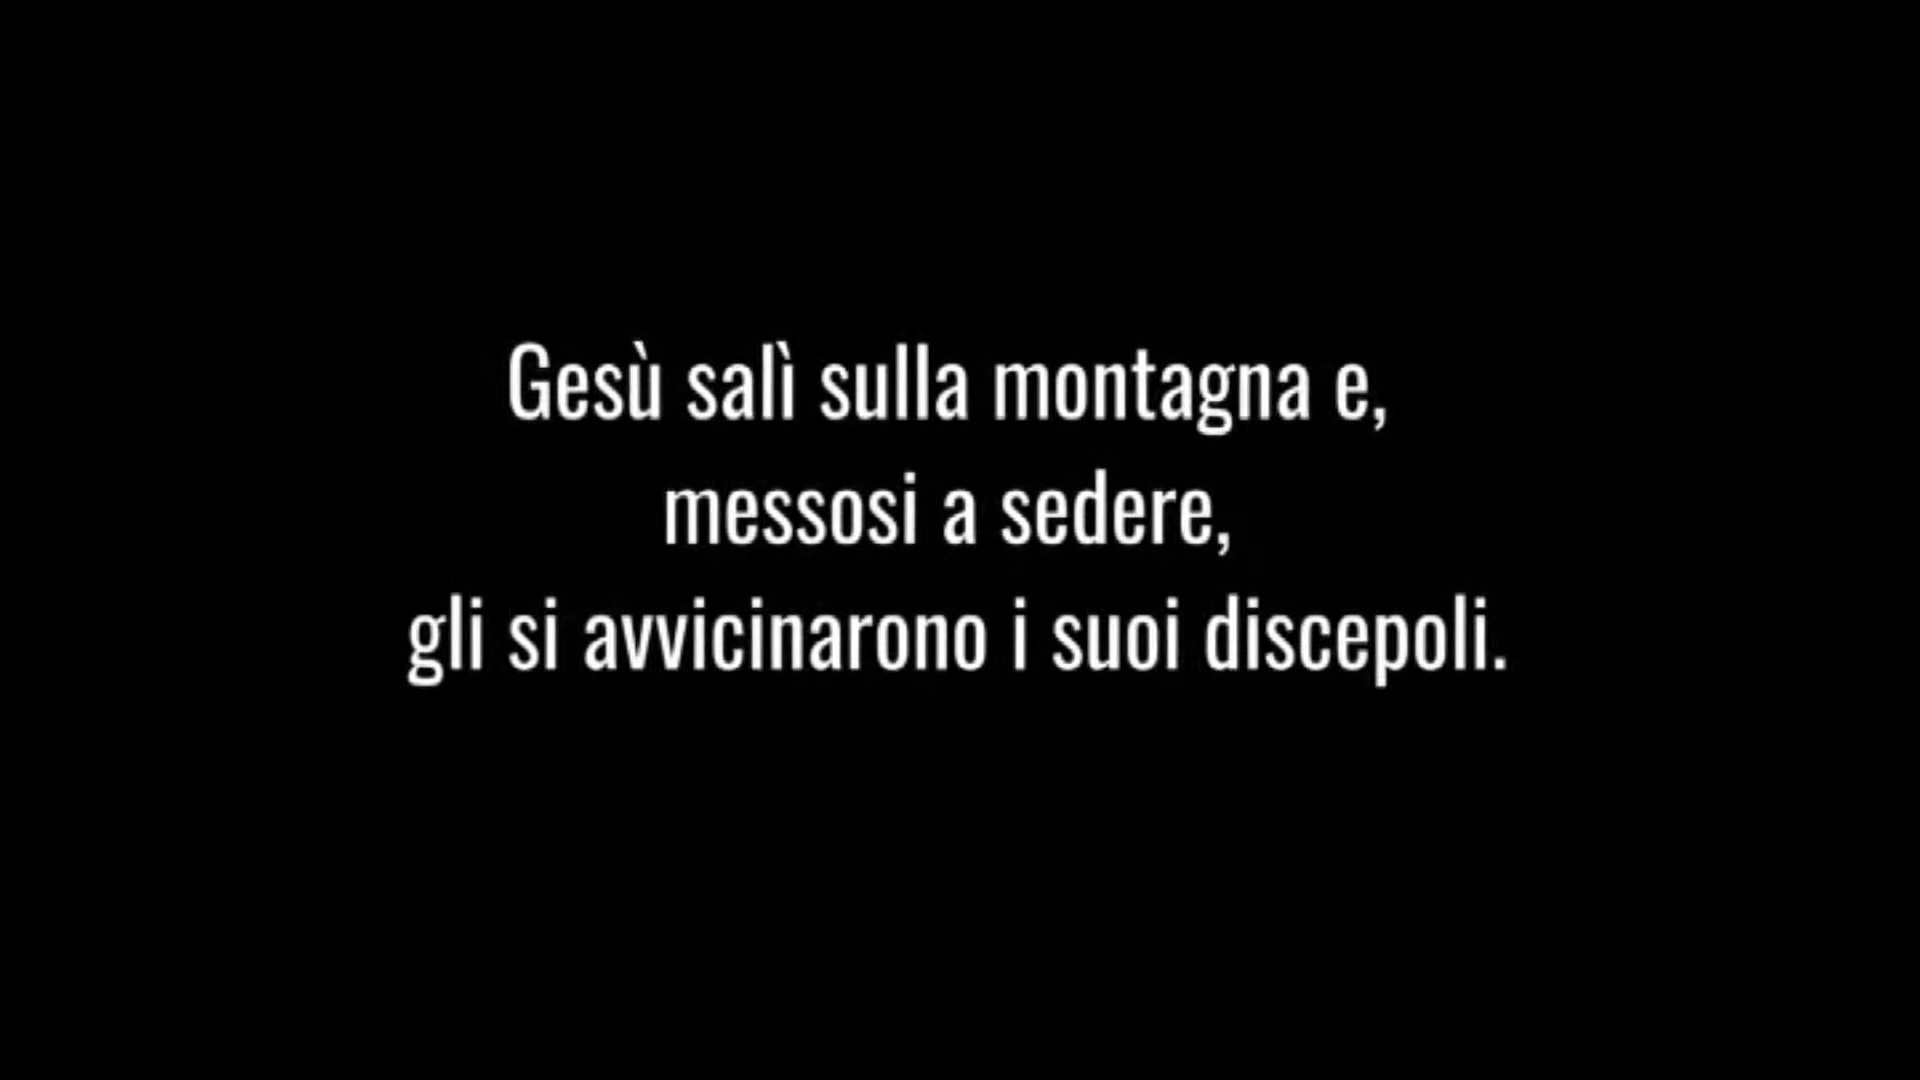 Gesù salì sulla montagna e,
messosi a sedere,
gli si avvicinarono i suoi discepoli.